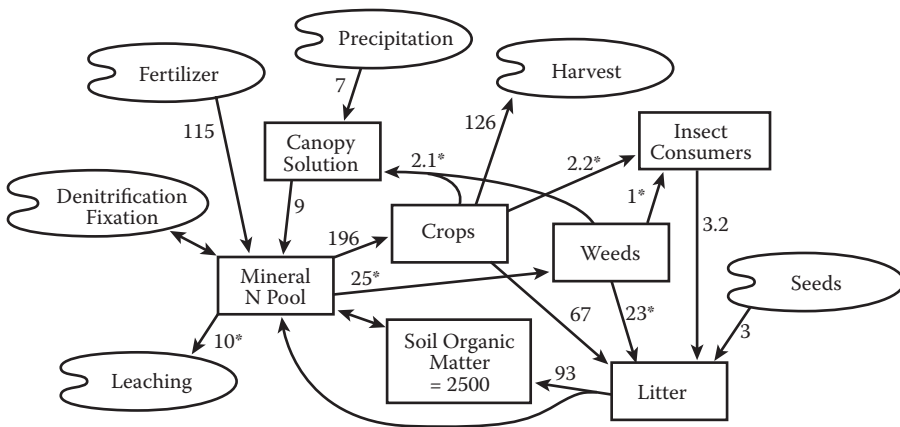 Precipitation
Fertilizer
Harvest
7
115
126
Canopy
Solution
2.1*
2.2*
Insect
Consumers
Denitrification
Fixation
9
1*
196
Crops
3.2
Weeds
Mineral
N Pool
25*
Seeds
67
23*
3
10*
Soil Organic
Matter
= 2500
93
Leaching
Litter